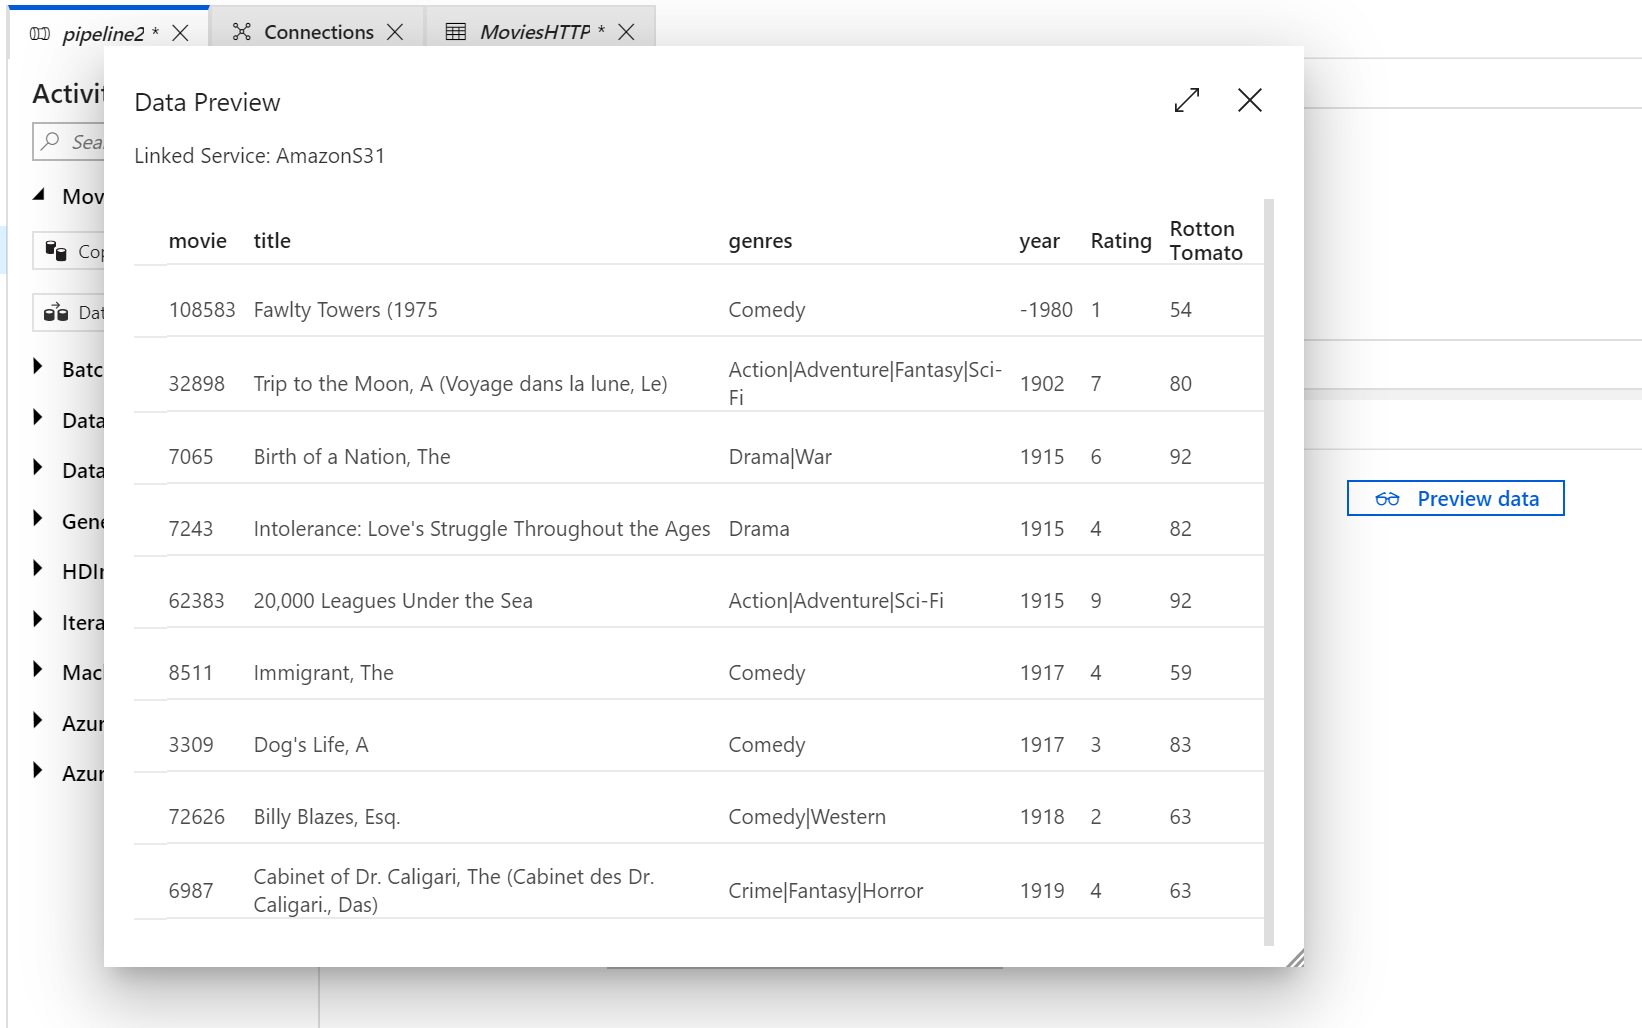 pipeline2 *
Connections
MoviesHTTP *
Data Preview
Linked Service: AmazonS31
movie title genres year Rating Rotton
Tomato
108583 Fawlty Towers (1975 Comedy -1980 1 54
32898 Trip to the Moon, A (Voyage dans la lune, Le) Action|Adventure|Fantasy|Sci-
Fi 1902 7 80
7065 Birth of a Nation, The Drama|War 1915 6 92
7243 Intolerance: Love's Struggle Throughout the Ages Drama 1915 4 82
62383 20,000 Leagues Under the Sea Action|Adventure|Sci-Fi 1915 9 92
8511 Immigrant, The Comedy 1917 4 59
3309 Dog's Life, A Comedy 1917 3 83
72626 Billy Blazes, Esq. Comedy|Western 1918 2 63
6987 Cabinet of Dr. Caligari, The (Cabinet des Dr.
Caligari., Das) Crime|Fantasy|Horror 1919 4 63
Activit
Sea
Mov
Cop
Dat
Batc
Data
Data
Gene
HDIn
Itera
Mac
Azur
Azur
Preview data